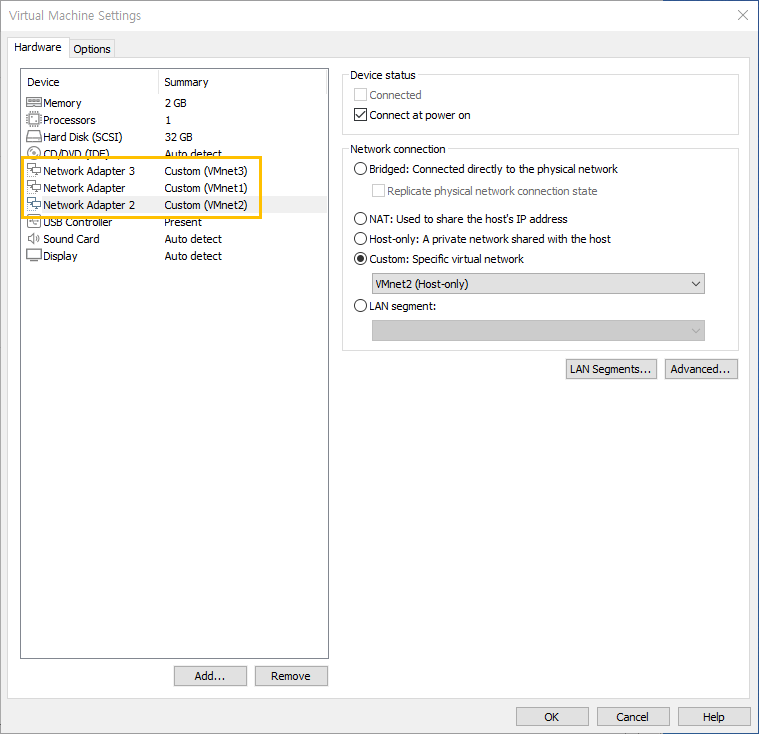 Virtual Machine Settings
Hardware Options
Device Summary
Memory 2 GB
Processors 1
Hard Disk (SCSI) 32 GB
CD/DVD (IDE) Auto detect
Network Adapter 3 Custom (VMnet3)
Network Adapter Custom (VMnet1)
Network Adapter 2 Custom (VMnet2)
USB Controller Present
Sound Card Auto detect
Display Auto detect
Add... Remove
Device status
Connected
Connect at power on
Network connection
Bridged: Connected directly to the physical network
Replicate physical network connection state
NAT: Used to share the host's IP address
Host-only: A private network shared with the host
Custom: Specific virtual network
VMnet2 (Host-only)
LAN segment:
LAN Segments... Advanced...
OK Cancel Help